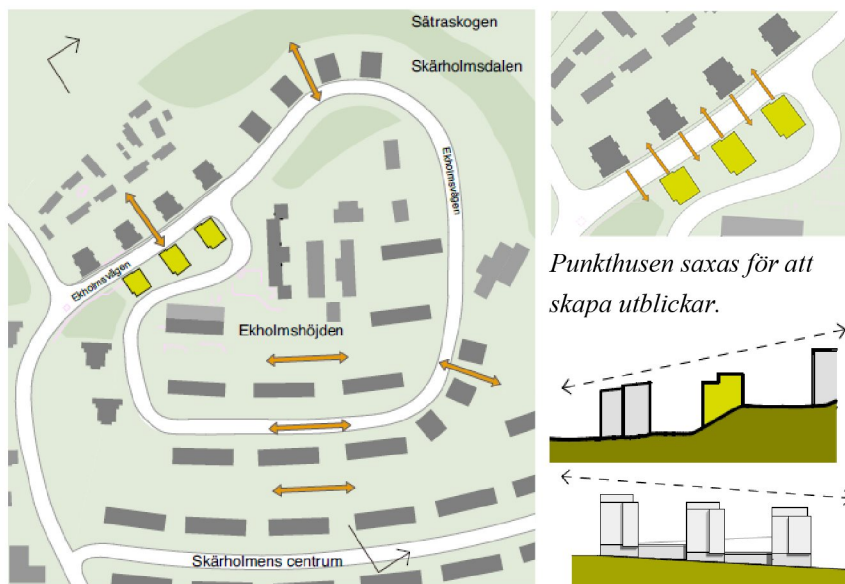 Sätraskogen
Skärholmsdalen
Ekholmsvägen
Ekholmsvägen
Ekholmshöjden
Skärholmens centrum
Punkthusen saxas för att
skapa utblickar.